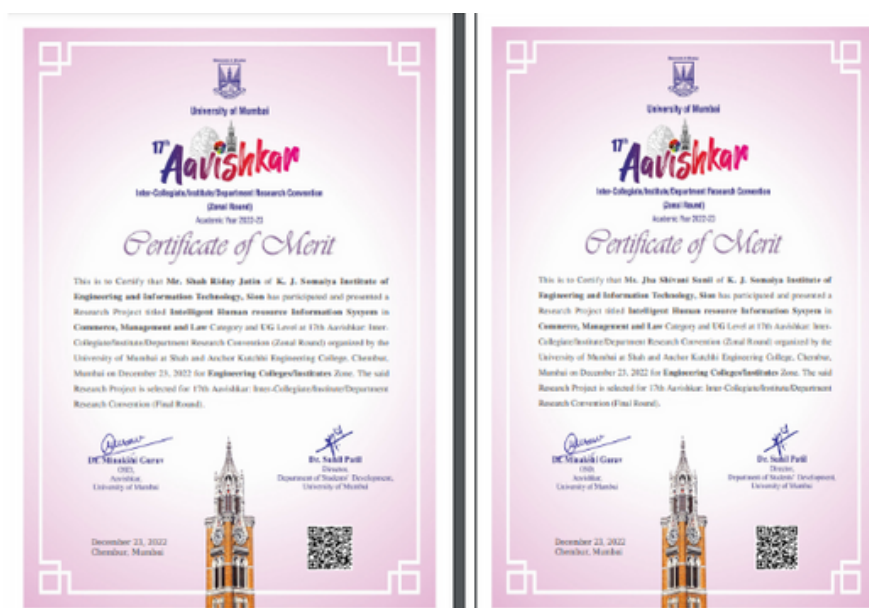 University of Mumbai
17th
Aavishkar
Inter-Collegiate/Institute/Department Research Convention
(Zonal Round)
Academic Year 2022-23
Certificate of Merit
This is to Certify that Mr. Shah Riday Jatin of K. J. Somaiya Institute of
Engineering and Information Technology, Sion has participated and presented a
Research Project titled Intelligent Human resource Information Sysyem in
Commerce, Management and Law Category and UG Level at 17th Aavishkar: Inter-
Collegiate/Institute/Department Research Convention (Zonal Round) organized by the
University of Mumbai at Shah and Anchor Kutchhi Engineering College, Chembur,
Mumbai on December 23, 2022 for Engineering Colleges/Institutes Zone. The said
Research Project is selected for 17th Aavishkar: Inter-Collegiate/Institute/Department
Research Convention (Final Round).
Dr. Minakshi Gurav
OSD,
Aavishkar,
University of Mumbai
Dr. Sunil Patil
Director,
Department of Students' Development,
University of Mumbai
December 23, 2022
Chembur, Mumbai
University of Mumbai
17th
Aavishkar
Inter-Collegiate/Institute/Department Research Convention
(Zonal Round)
Academic Year 2022-23
Certificate of Merit
This is to Certify that Ms. Jha Shivani Sunil of K. J. Somaiya Institute of
Engineering and Information Technology, Sion has participated and presented a
Research Project titled Intelligent Human resource Information Sysyem in
Commerce, Management and Law Category and UG Level at 17th Aavishkar: Inter-
Collegiate/Institute/Department Research Convention (Zonal Round) organized by the
University of Mumbai at Shah and Anchor Kutchhi Engineering College, Chembur,
Mumbai on December 23, 2022 for Engineering Colleges/Institutes Zone. The said
Research Project is selected for 17th Aavishkar: Inter-Collegiate/Institute/Department
Research Convention (Final Round).
Dr. Minakshi Gurav
OSD,
Aavishkar,
University of Mumbai
Dr. Sunil Patil
Director,
Department of Students' Development,
University of Mumbai
December 23, 2022
Chembur, Mumbai